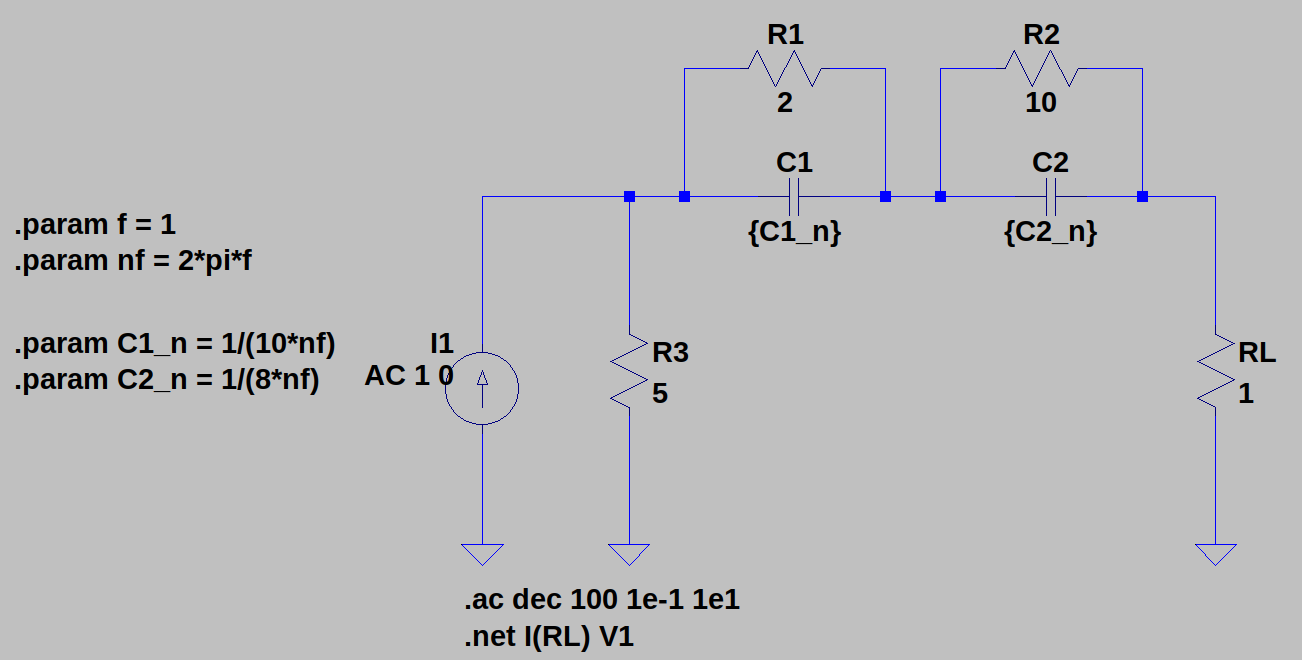 R1
2
R2
10
C1
{C1_n}
C2
{C2_n}
.param f = 1
.param nf = 2*pi*f
.param C1_n = 1/(10*nf)
.param C2_n = 1/(8*nf)
I1
AC 1 0
R3
5
RL
1
.ac dec 100 1e-1 1e1
.net I(RL) V1